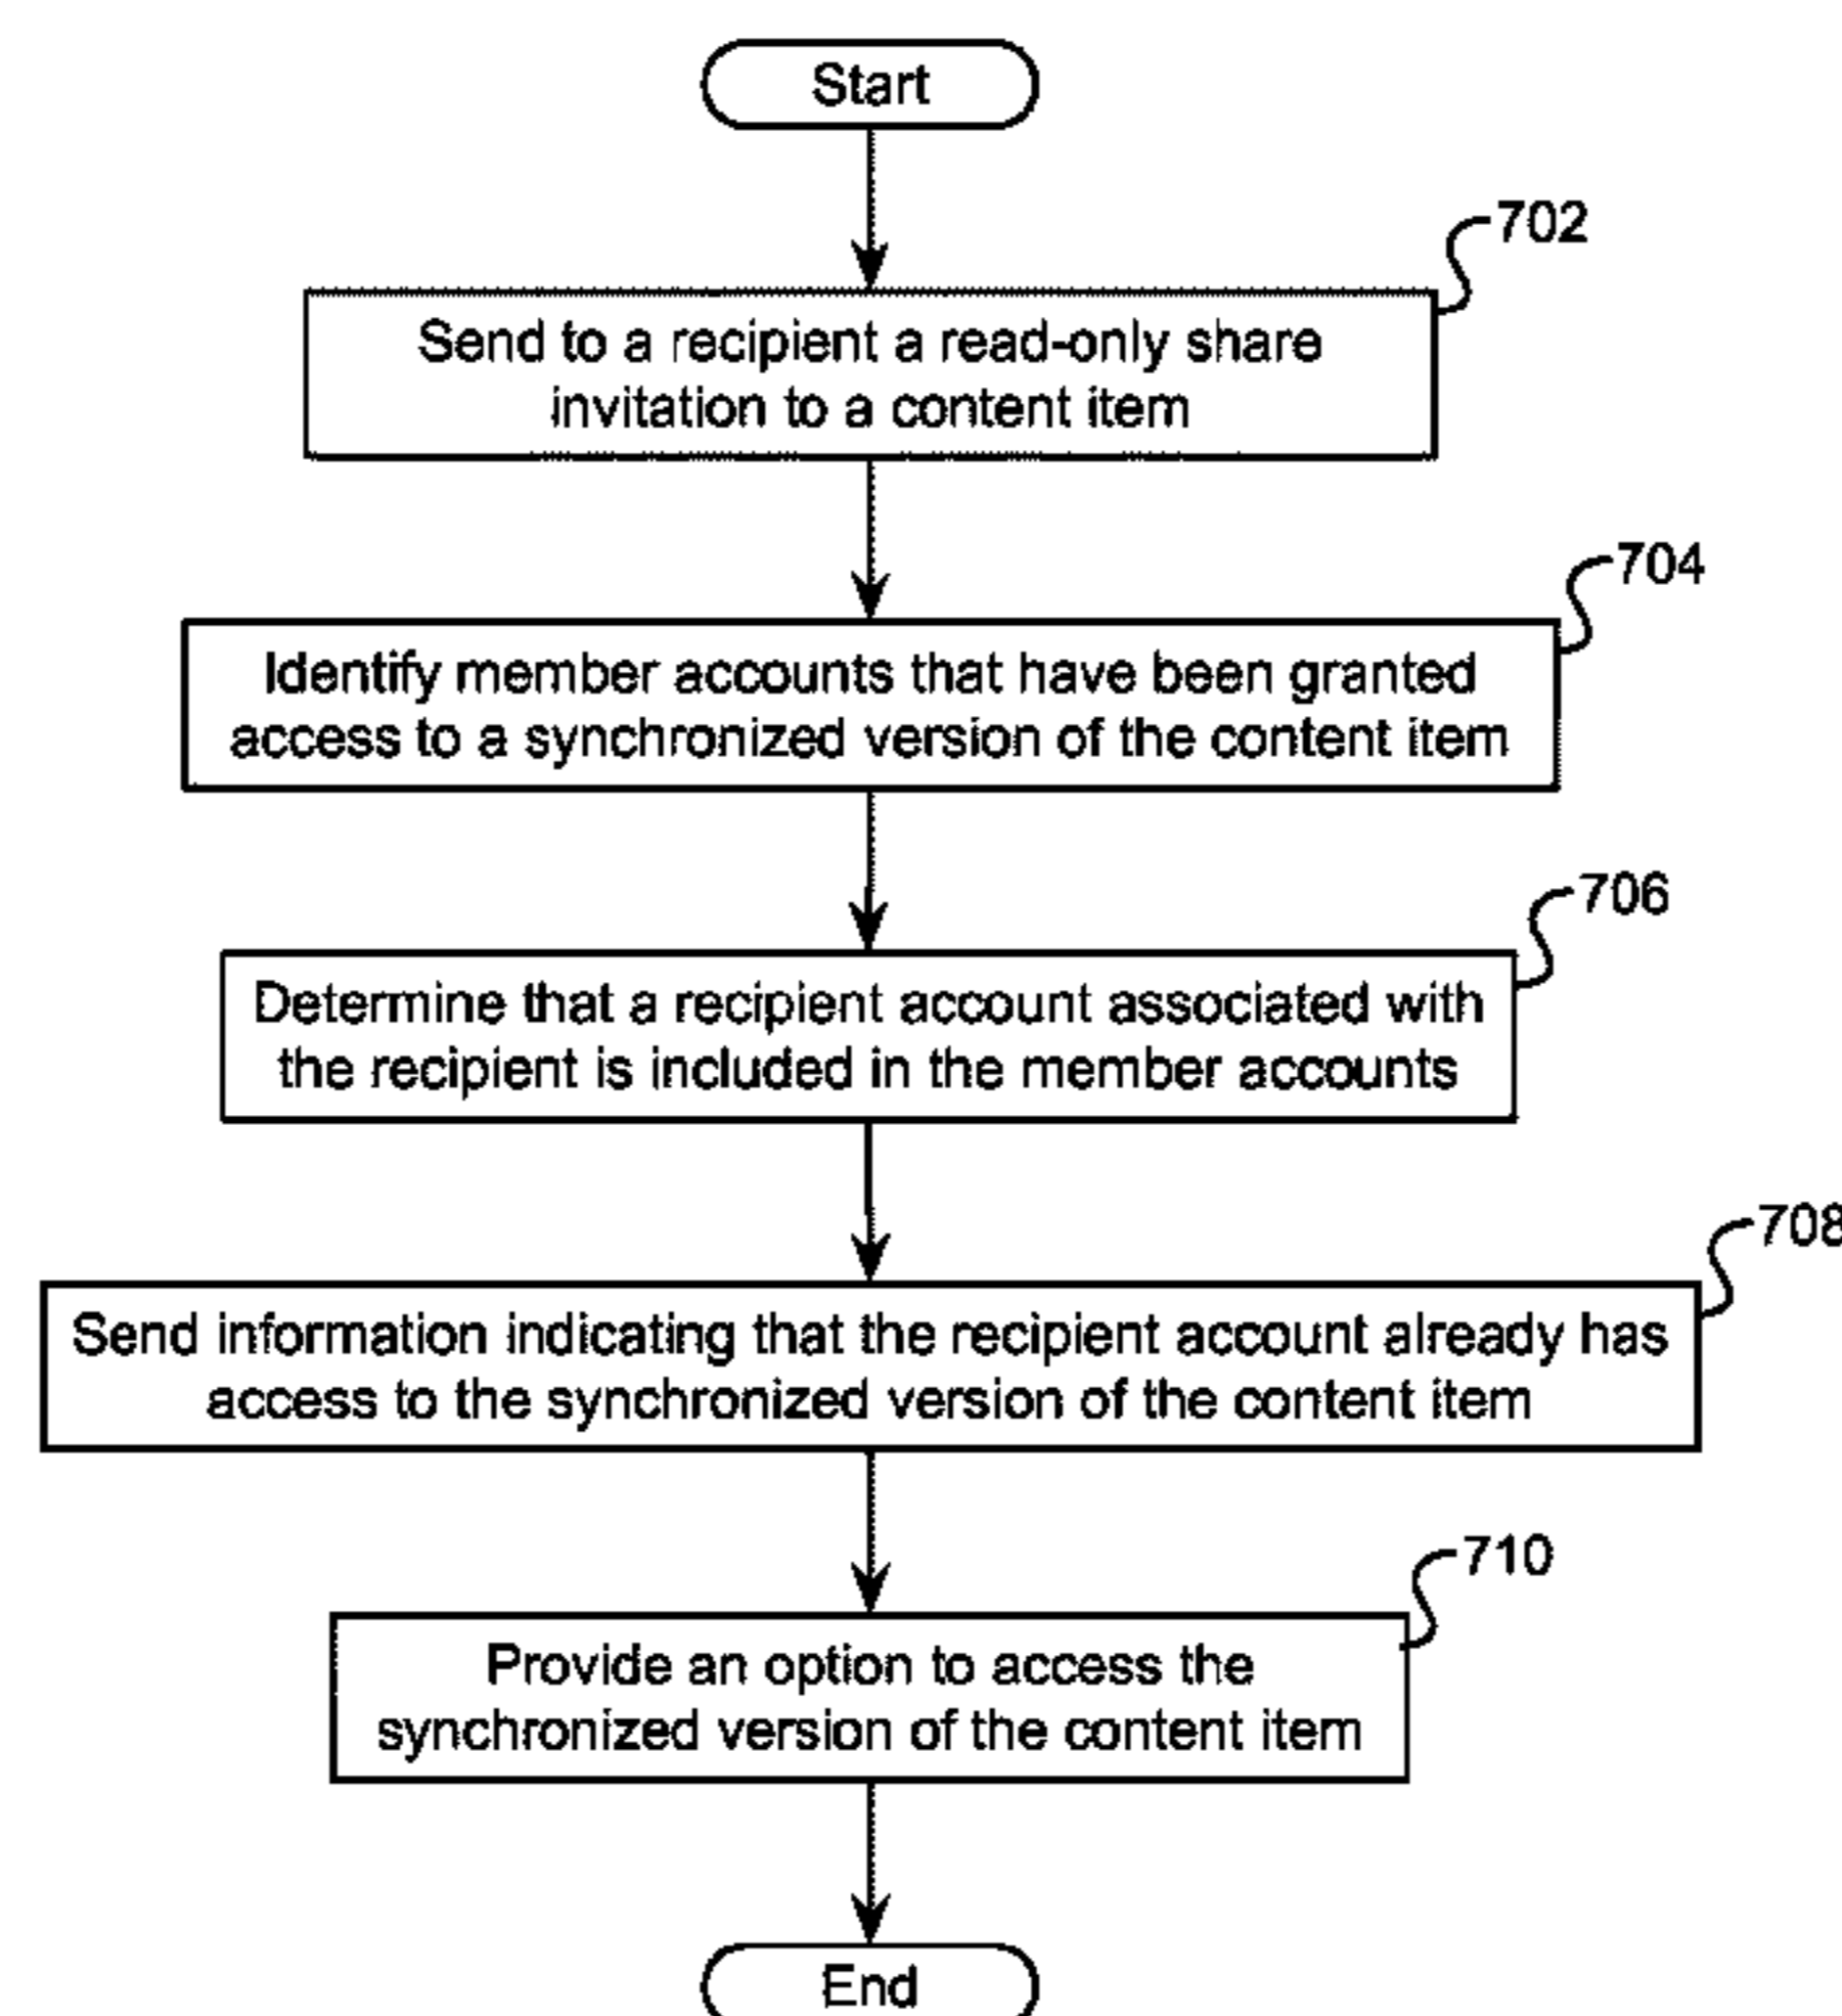 Start
702
Send to a recipient a read-only share
invitation to a content item
704
Identify member accounts that have been granted
access to a synchronized version of the content item
706
Determine that a recipient account associated with
the recipient is included in the member accounts
708
Send information indicating that the recipient account already has
access to the synchronized version of the content item
710
Provide an option to access the
synchronized version of the content item
End